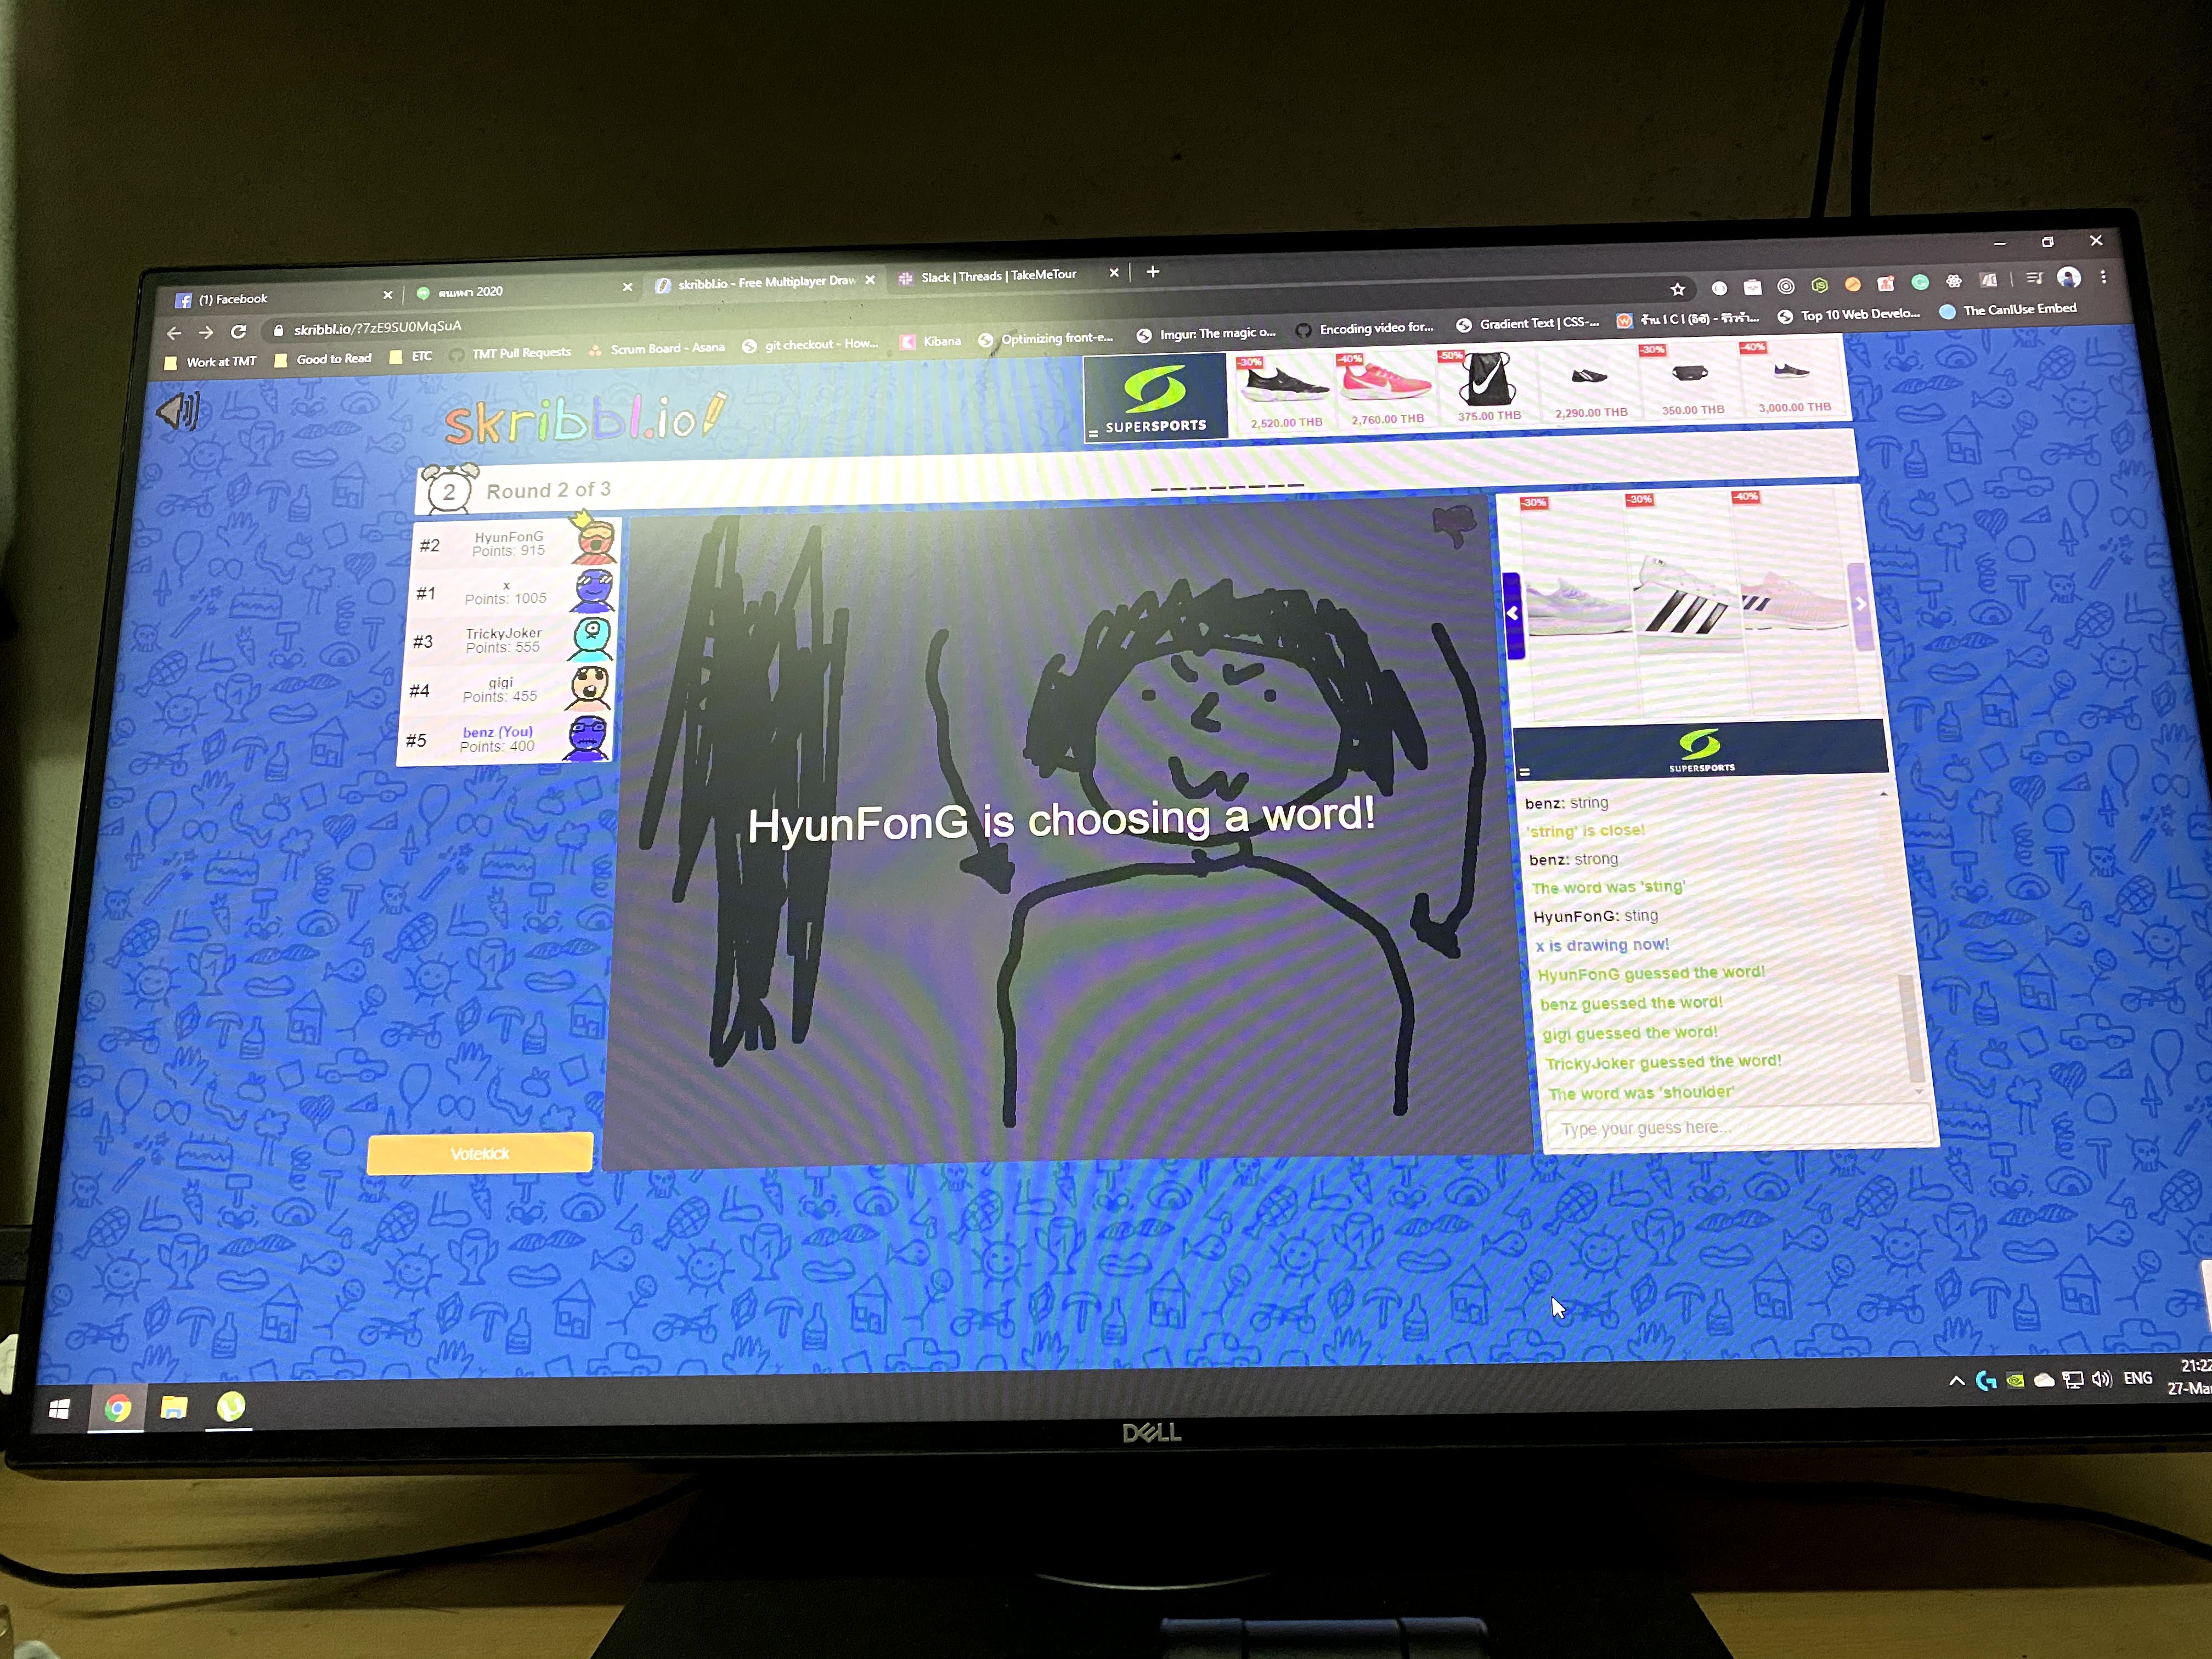 (1) Facebook
คนเหงา 2020
skribbl.io - Free Multiplayer Draw
Slack | Threads | TakeMeTour
skribbl.io/?7zE9SU0MqSuA
Work at TMT
Good to Read
ETC
TMT Pull Requests
Scrum Board - Asana
git checkout - How...
Kibana
Optimizing front-e...
Imgur: The magic o...
Encoding video for...
Gradient Text | CSS-...
Top 10 Web Develo...
The CanIUse Embed
skribbl.io
SUPERSPORTS
-30%
2,520.00 THB
-40%
2,760.00 THB
-50%
375.00 THB
2,290.00 THB
-30%
350.00 THB
-40%
3,000.00 THB
2
Round 2 of 3
________
#2
HyunFonG
Points: 915
#1
x
Points: 1005
#3
TrickyJoker
Points: 555
#4
gigi
Points: 455
#5
benz (You)
Points: 400
Votekick
HyunFonG is choosing a word!
-30%
-30%
-40%
SUPERSPORTS
benz: string
'string' is close!
benz: strong
The word was 'sting'
HyunFonG: sting
x is drawing now!
HyunFonG guessed the word!
benz guessed the word!
gigi guessed the word!
TrickyJoker guessed the word!
The word was 'shoulder'
Type your guess here...
ENG
21:22
27-Mar
DELL